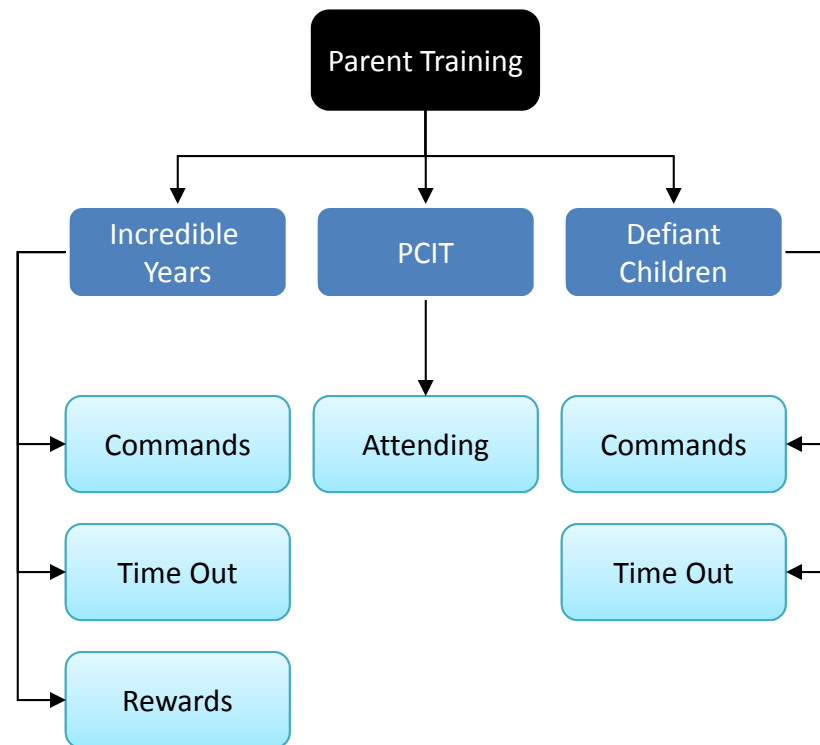 Parent Training
Incredible
Years
PCIT
Defiant
Children
Commands
Attending
Commands
Time Out
Time Out
Rewards